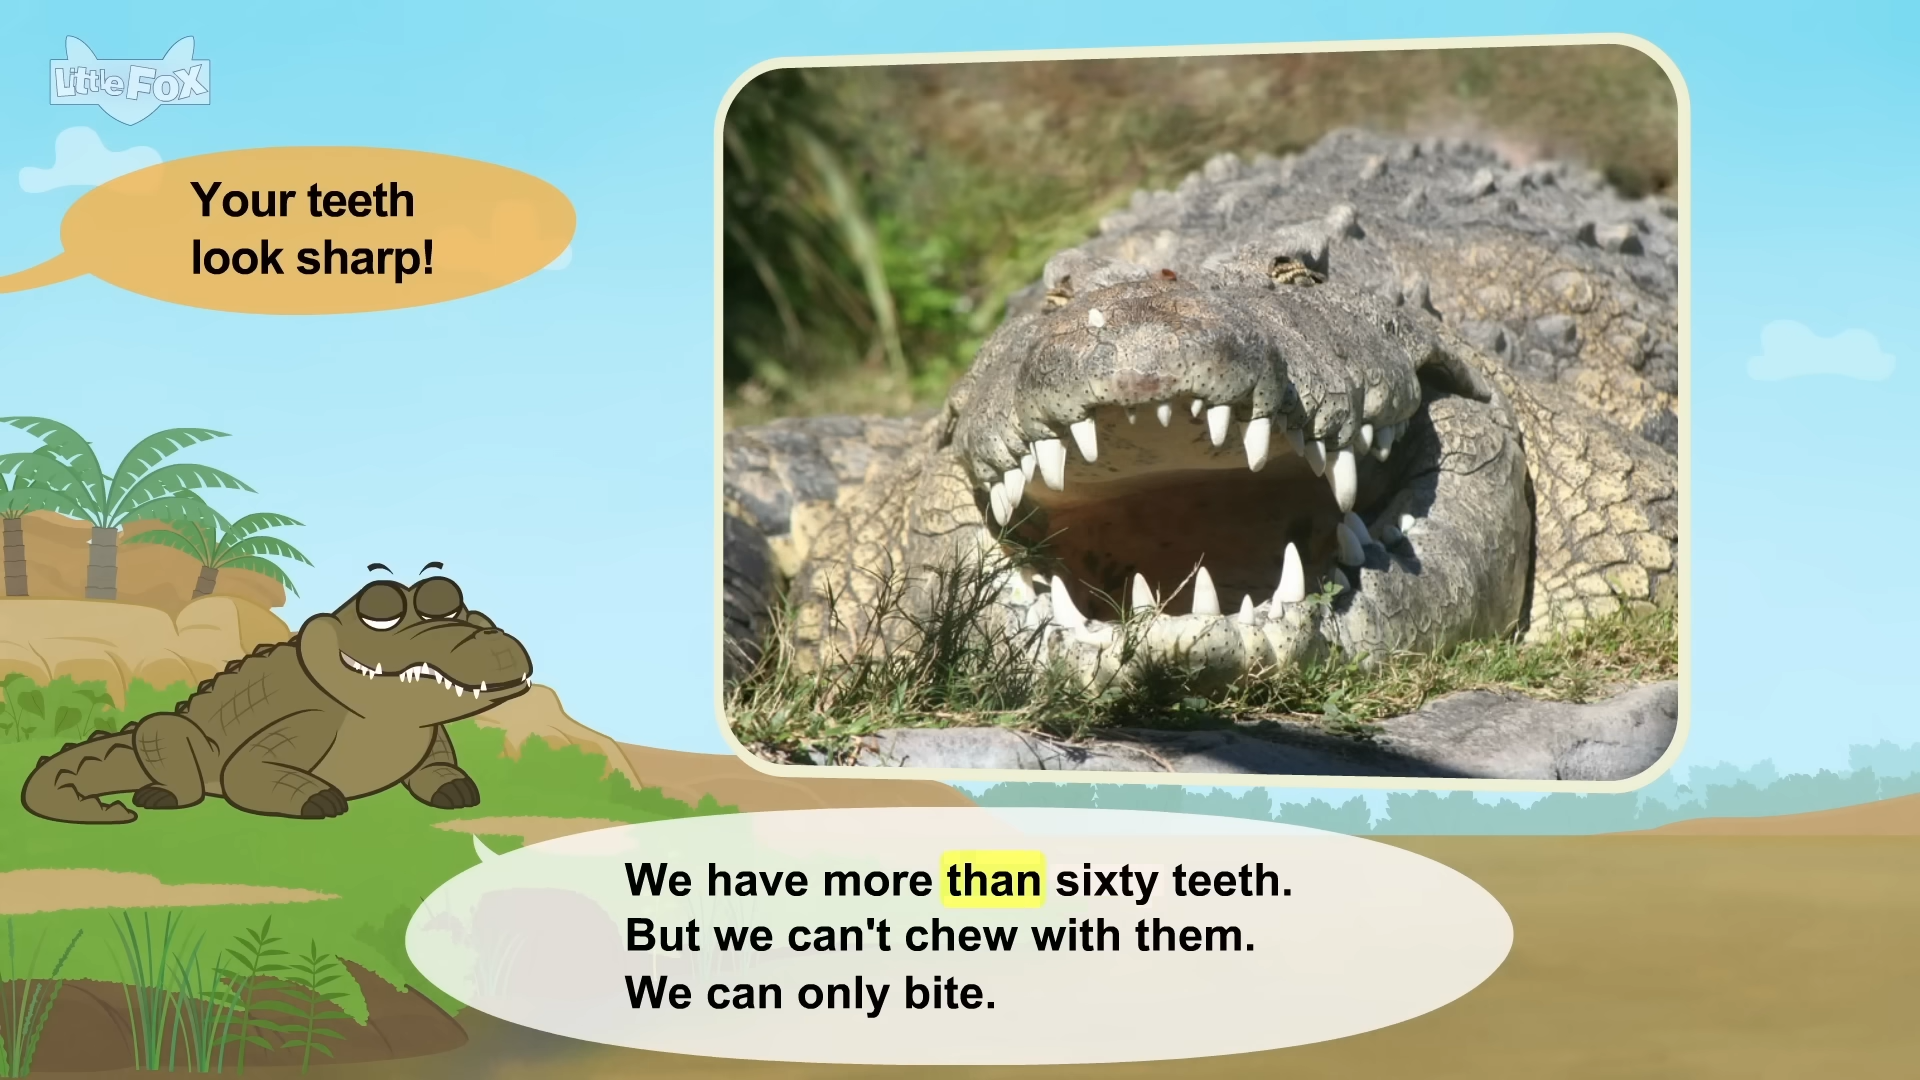 Little Fox
Your teeth
look sharp!
We have more than sixty teeth.
But we can't chew with them.
We can only bite.